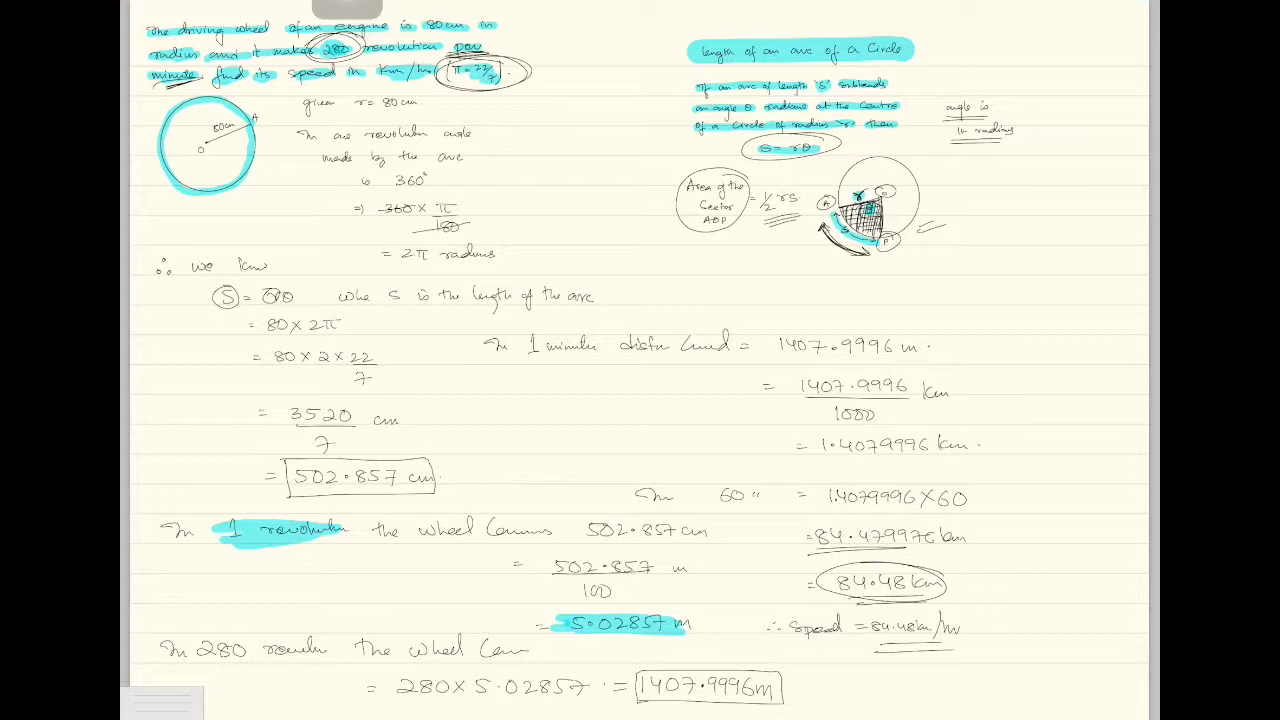 The driving wheel of an engine is 80cm in
radius and it makes 280 revolution per
minute. find its speed in Km/hr [π = 22/7].
80cm
A
O
given r = 80cm
In one revolution angle
made by the arc
is 360°
⇒ 360 × π/180
= 2π radians
∴ we know
S = rθ where S is the length of the arc
= 80 × 2π
= 80 × 2 × 22/7
= 3520/7 cm
= 502.857 cm
In 1 revolution the wheel covers 502.857cm
= 502.857/100 m
= 5.02857 m
In 280 revolution the wheel cover
= 280 × 5.02857 = 1407.9996m
length of an arc of a Circle
If an arc of length 's' subtends
an angle θ radians at the centre
of a circle of radius 'r' then
S = rθ
angle is
in radians
Area of the
Sector
AOP
= 1/2 rs
A
r
O
θ
S
P
In 1 minute distance covered = 1407.9996 m.
= 1407.9996/1000 km
= 1.4079996 km.
In 60 " = 1.4079996 × 60
= 84.479976 km
= 84.48 km
∴ speed = 84.48 km/hr